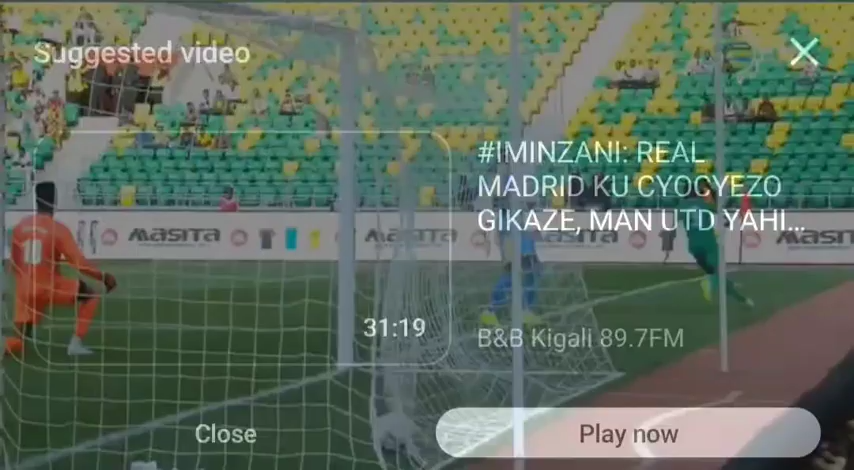 Suggested video
#IMINZANI: REAL
MADRID KU CYOCYEZO
GIKAZE, MAN UTD YAHI...
MASITA
MASITA
MASITA
31:19
B&B Kigali 89.7FM
Close
Play now